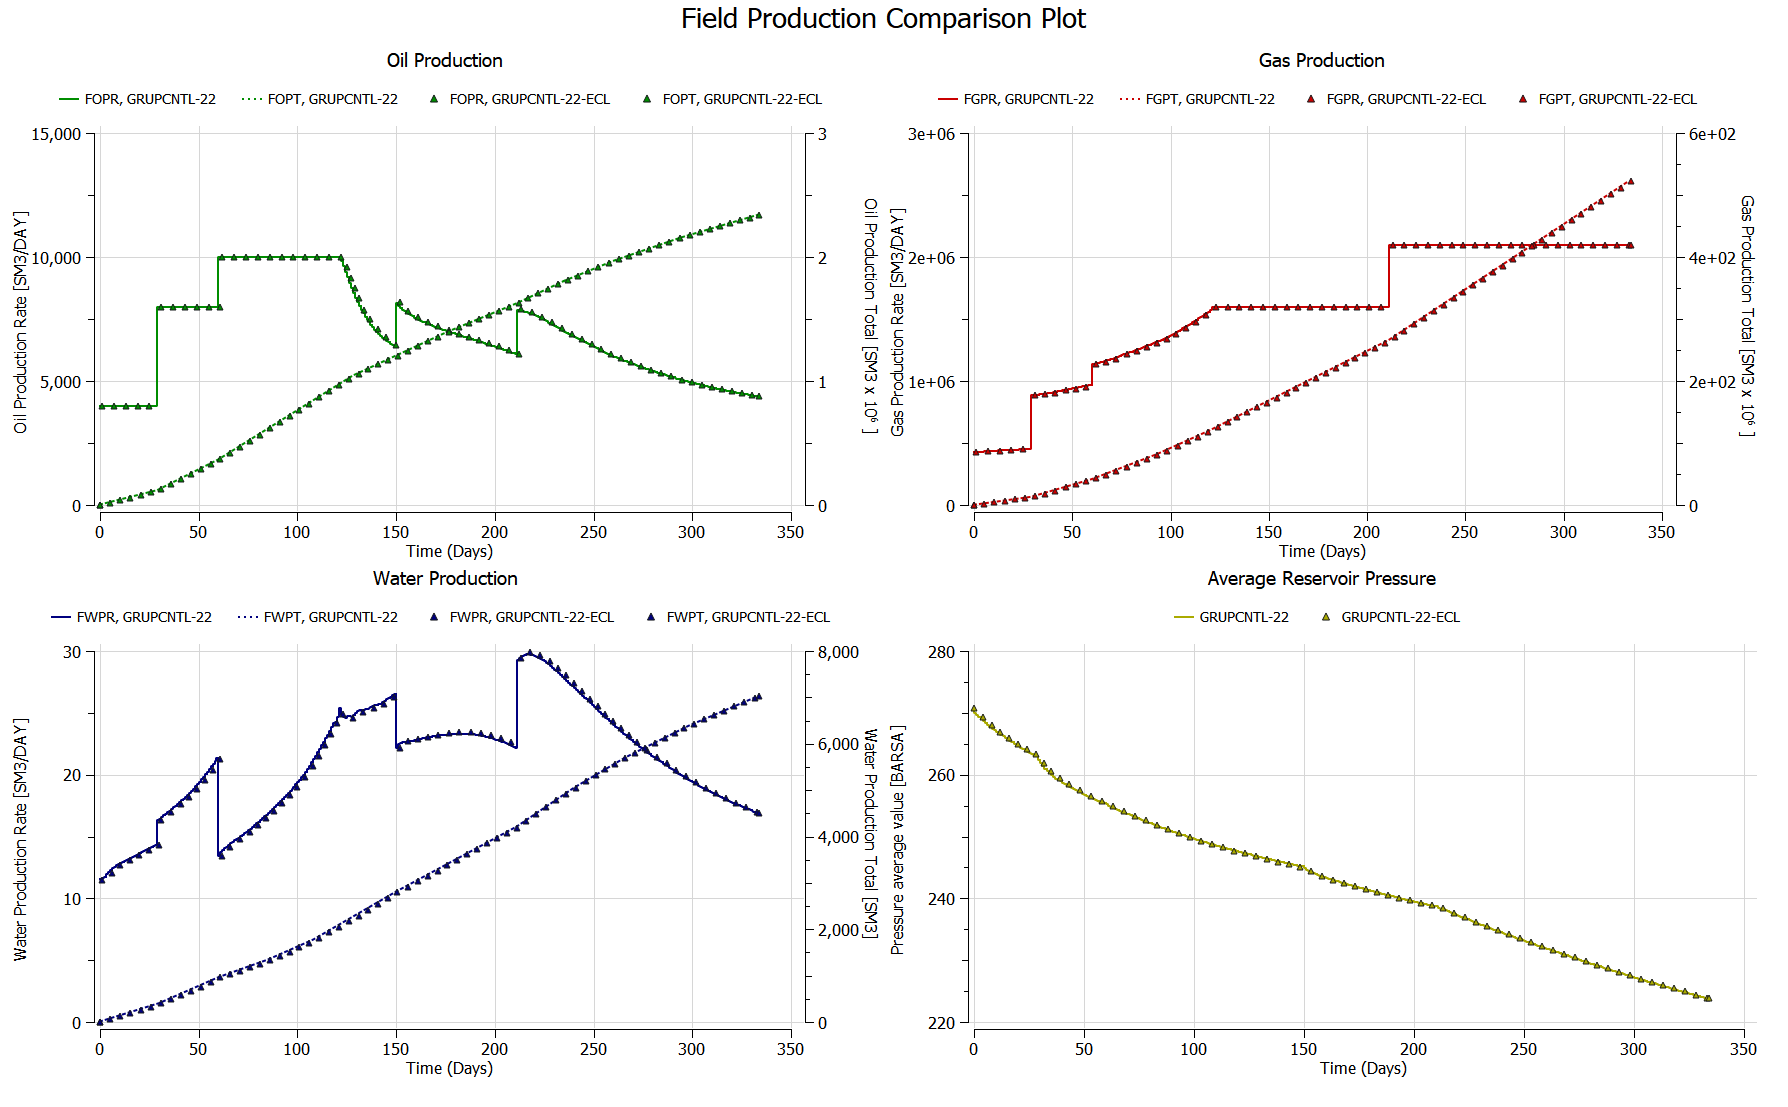 Field Production Comparison Plot
Oil Production
FOPR, GRUPCNTL-22 FOPT, GRUPCNTL-22 FOPR, GRUPCNTL-22-ECL FOPT, GRUPCNTL-22-ECL
15,000
10,000
5,000
0
Oil Production Rate [SM3/DAY]
3
2
1
0
Oil Production Total [SM3 x 10⁶ ]
0 50 100 150 200 250 300 350
Time (Days)
Gas Production
FGPR, GRUPCNTL-22 FGPT, GRUPCNTL-22 FGPR, GRUPCNTL-22-ECL FGPT, GRUPCNTL-22-ECL
3e+06
2e+06
1e+06
0
Gas Production Rate [SM3/DAY]
6e+02
4e+02
2e+02
0
Gas Production Total [SM3 x 10⁶ ]
0 50 100 150 200 250 300 350
Time (Days)
Water Production
FWPR, GRUPCNTL-22 FWPT, GRUPCNTL-22 FWPR, GRUPCNTL-22-ECL FWPT, GRUPCNTL-22-ECL
30
20
10
0
Water Production Rate [SM3/DAY]
8,000
6,000
4,000
2,000
0
Water Production Total [SM3]
0 50 100 150 200 250 300 350
Time (Days)
Average Reservoir Pressure
GRUPCNTL-22 GRUPCNTL-22-ECL
280
260
240
220
Pressure average value [BARSA]
0 50 100 150 200 250 300 350
Time (Days)